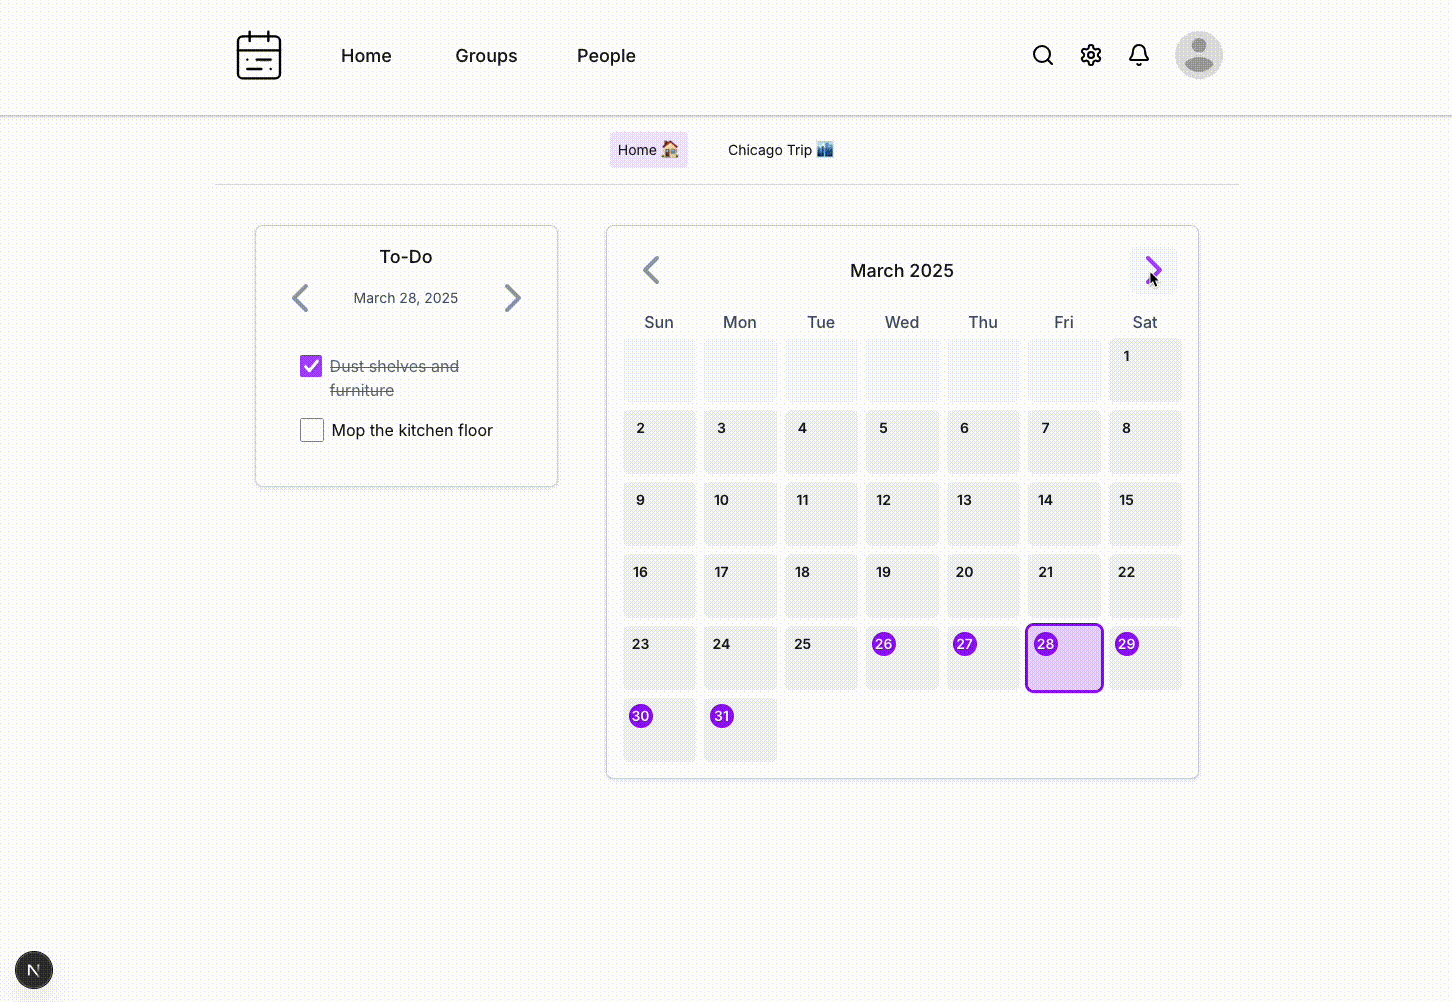 Home Groups People
Home 🏠 Chicago Trip 🏙️
To-Do
March 28, 2025
Dust shelves and
furniture
Mop the kitchen floor
March 2025
Sun Mon Tue Wed Thu Fri Sat
1
2 3 4 5 6 7 8
9 10 11 12 13 14 15
16 17 18 19 20 21 22
23 24 25 26 27 28 29
30 31
N